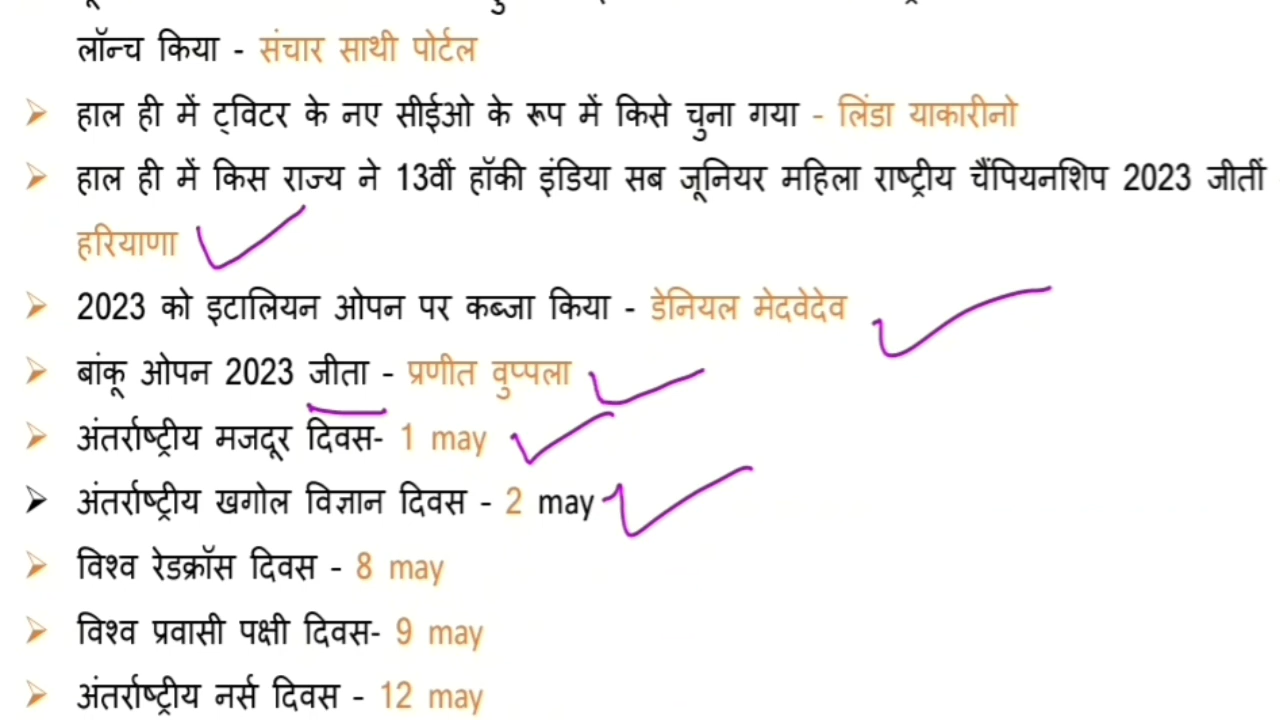 लॉन्च किया - संचार साथी पोर्टल
➢ हाल ही में ट्विटर के नए सीईओ के रूप में किसे चुना गया - लिंडा याकारीनो
➢ हाल ही में किस राज्य ने 13वीं हॉकी इंडिया सब जूनियर महिला राष्ट्रीय चैंपियनशिप 2023 जीतीं
हरियाणा
➢ 2023 को इटालियन ओपन पर कब्जा किया - डेनियल मेदवेदेव
➢ बांकू ओपन 2023 जीता - प्रणीत वुप्पला
➢ अंतर्राष्ट्रीय मजदूर दिवस- 1 may
➢ अंतर्राष्ट्रीय खगोल विज्ञान दिवस - 2 may
➢ विश्व रेडक्रॉस दिवस - 8 may
➢ विश्व प्रवासी पक्षी दिवस- 9 may
➢ अंतर्राष्ट्रीय नर्स दिवस - 12 may